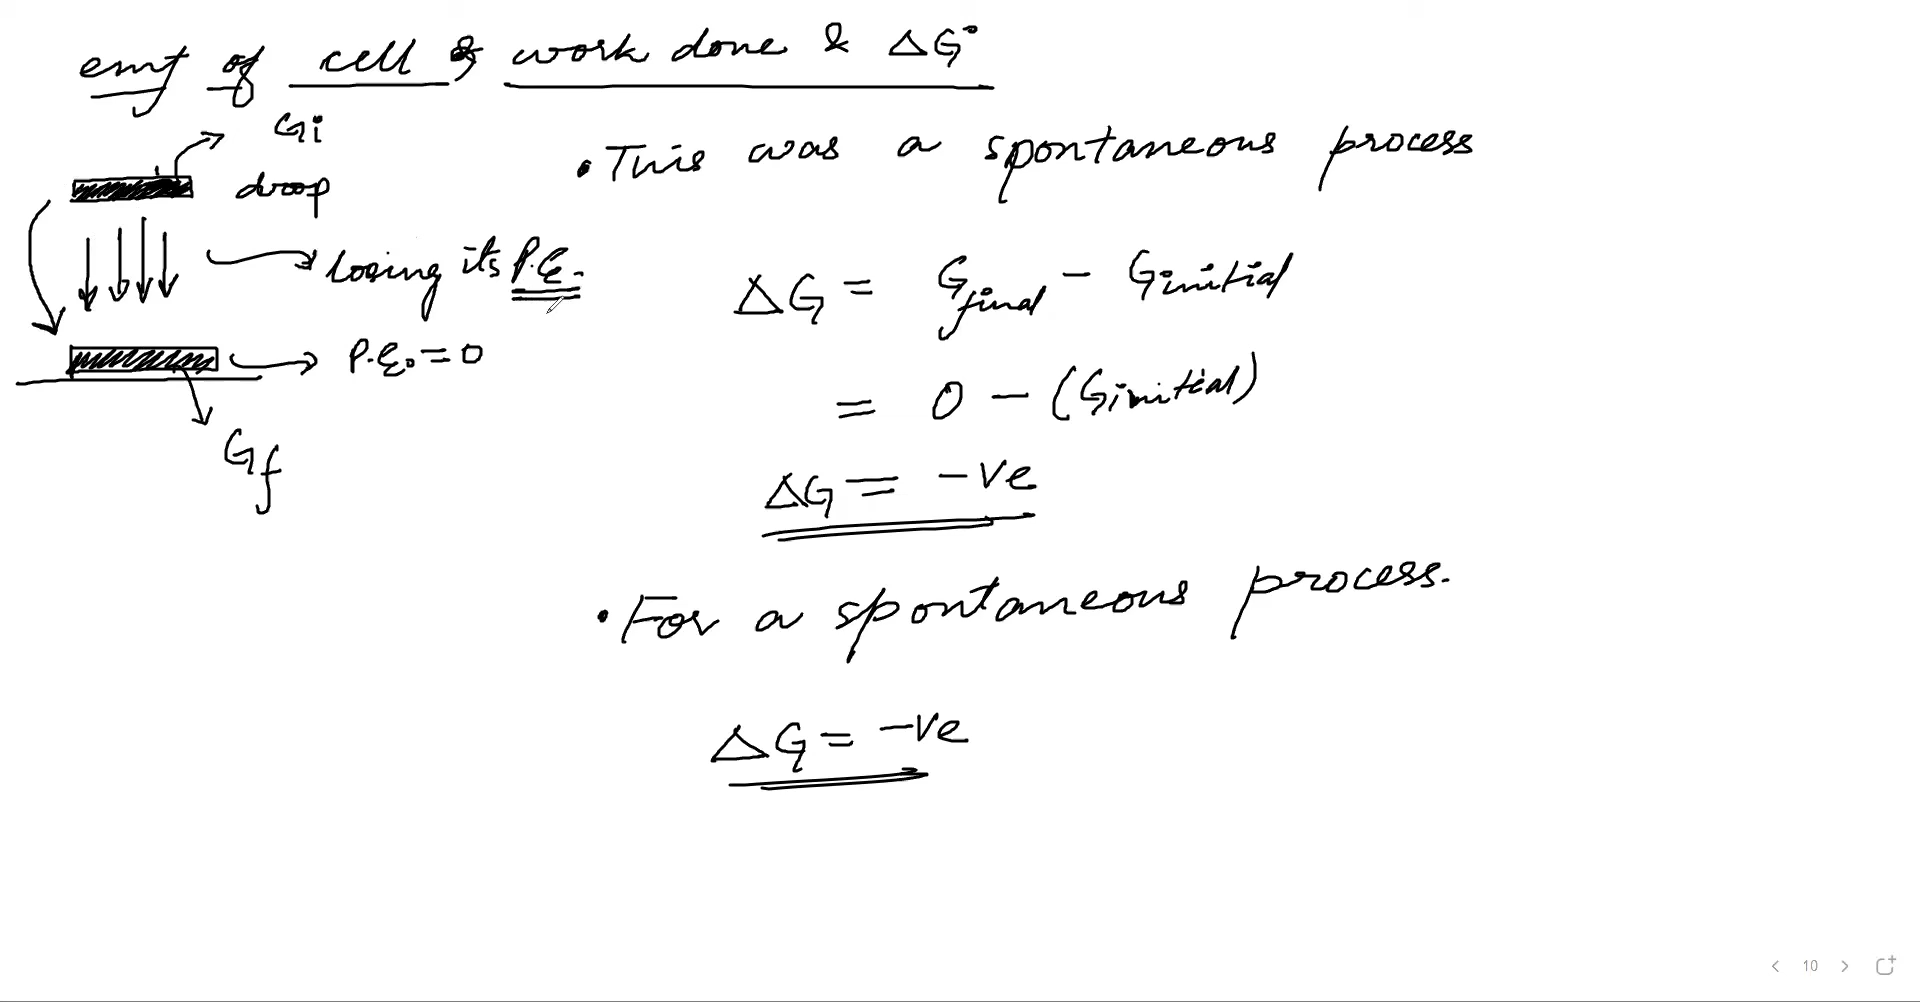 emf of cell & work done & ΔG°
Gi
drop
losing its P.E.
P.E. = 0
Gf
• This was a spontaneous process
ΔG = Gfinal - Ginitial
= 0 - (Ginitial)
ΔG = -ve
• For a spontaneous process.
ΔG = -ve
10